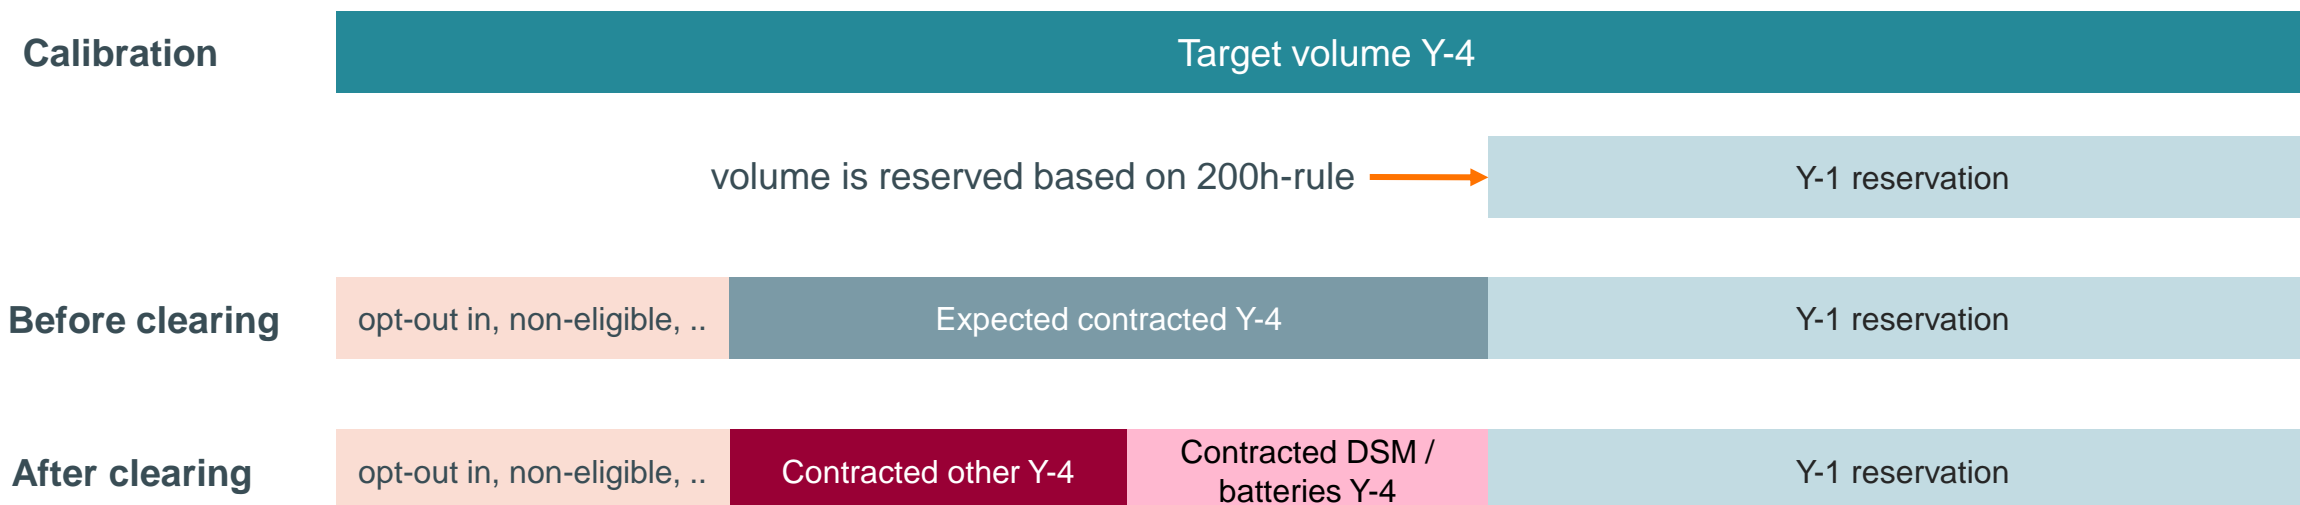 Calibration
Target volume Y-4
volume is reserved based on 200h-rule
Y-1 reservation
Before clearing
opt-out in, non-eligible, ..
Expected contracted Y-4
Y-1 reservation
After clearing
opt-out in, non-eligible, ..
Contracted other Y-4
Contracted DSM /
batteries Y-4
Y-1 reservation